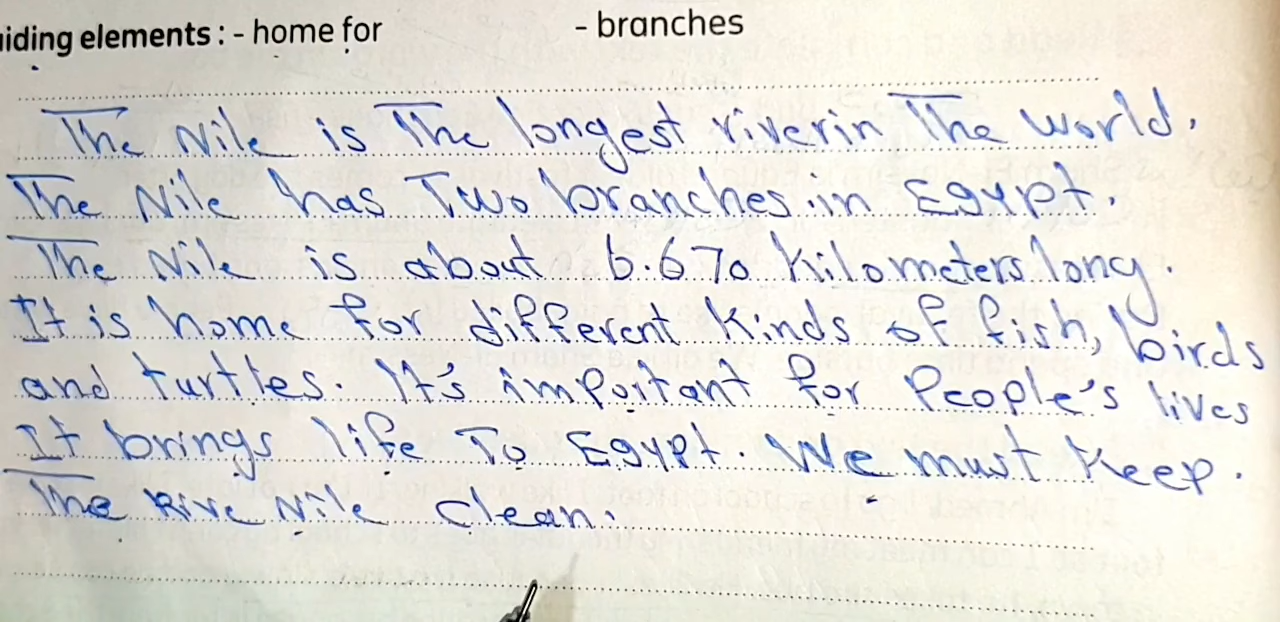 iding elements : - home for - branches
The Nile is The longest river in The world.
The Nile has Two branches in Egypt.
The Nile is about 6.670 kilometers long.
It is home for different kinds of fish, birds
and turtles. It's important for People's lives
It brings life To Egypt. We must keep.
The Rive Nile clean.